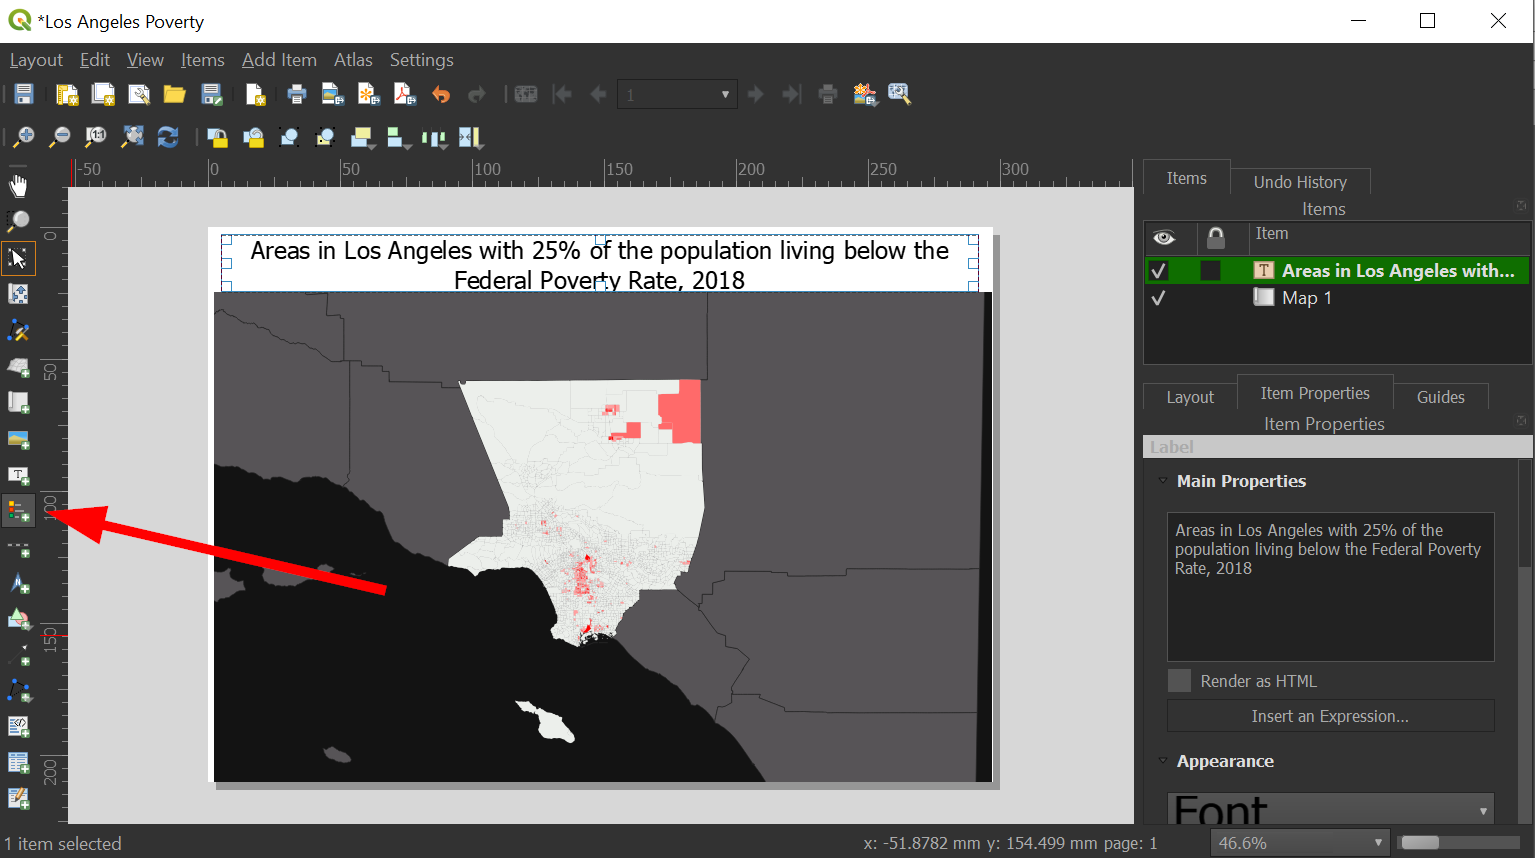 *Los Angeles Poverty
Layout Edit View Items Add Item Atlas Settings
1
1:1
-50 0 50 100 150 200 250 300
0
50
100
150
200
Areas in Los Angeles with 25% of the population living below the
Federal Poverty Rate, 2018
Items Undo History
Items
Item
T Areas in Los Angeles with...
Map 1
Layout Item Properties Guides
Item Properties
Label
Main Properties
Areas in Los Angeles with 25% of the
population living below the Federal Poverty
Rate, 2018
Render as HTML
Insert an Expression...
Appearance
Font
1 item selected
x: -51.8782 mm y: 154.499 mm page: 1
46.6%